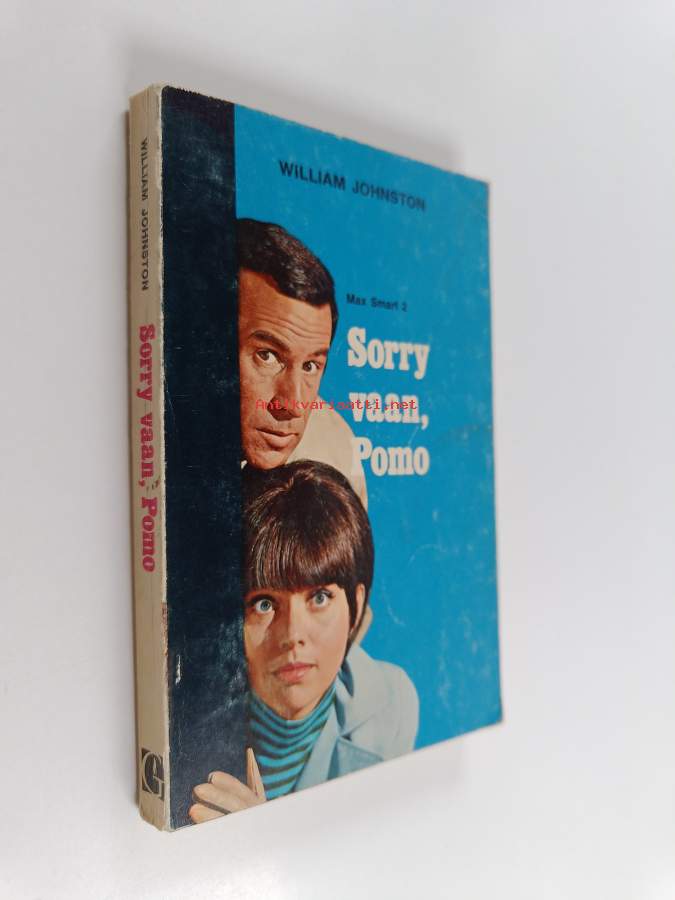 WILLIAM JOHNSTON
Sorry vaan, Pomo
G
WILLIAM JOHNSTON
Max Smart 2
Sorry
vaan,
Pomo
Antikvariaatti.net